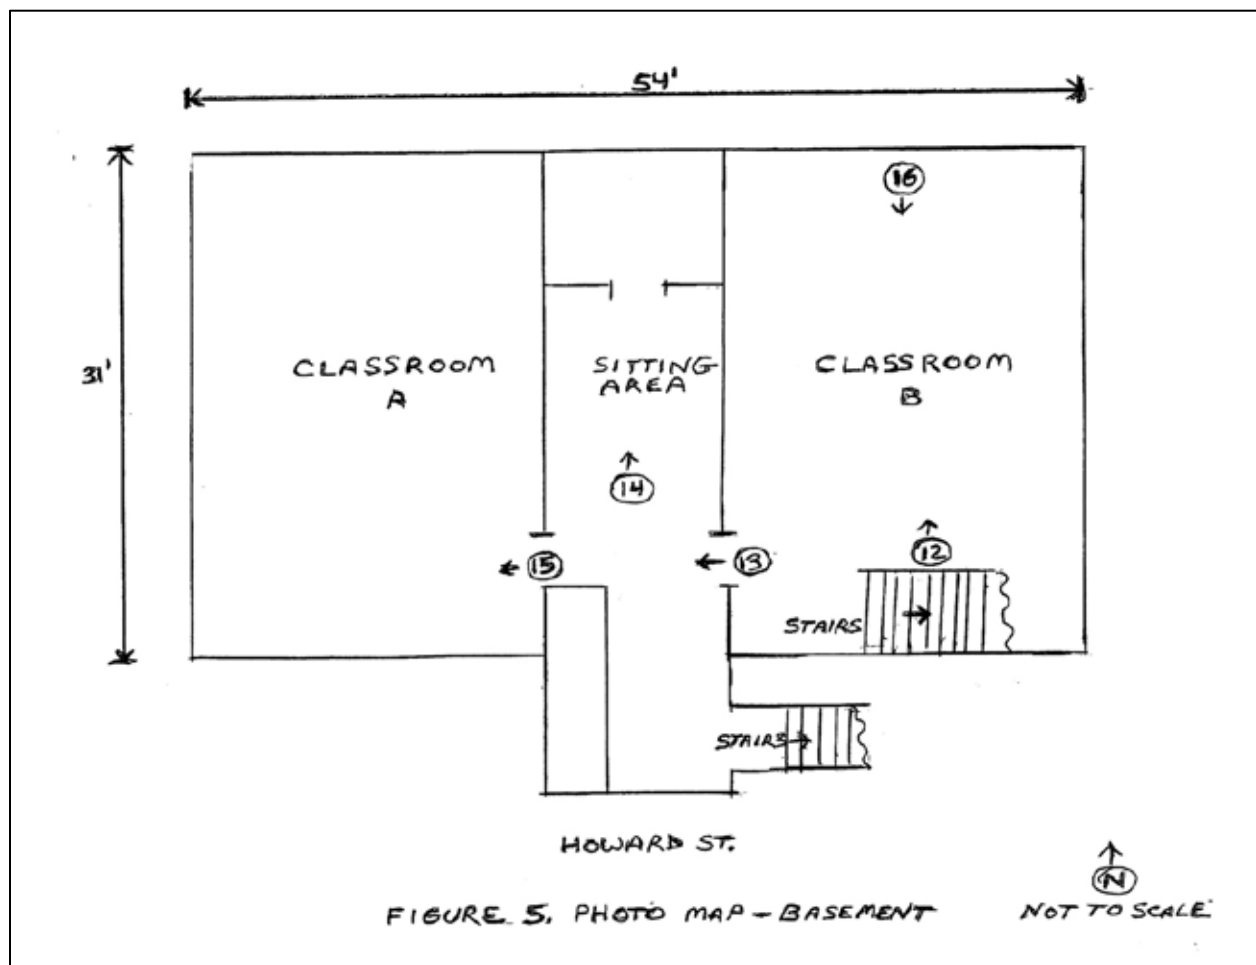 54'
16
31'
CLASSROOM
A
SITTING
AREA
CLASSROOM
B
14
15
13
12
STAIRS
STAIRS
HOWARD ST.
N
FIGURE 5. PHOTO MAP - BASEMENT
NOT TO SCALE